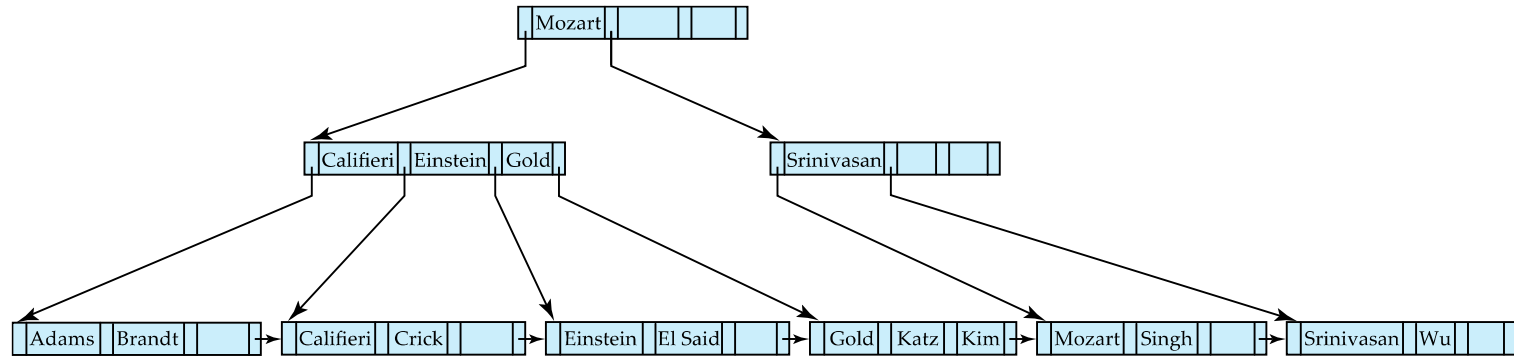 Mozart
Califieri Einstein Gold Srinivasan
Adams Brandt Califieri Crick Einstein El Said Gold Katz Kim Mozart Singh Srinivasan Wu